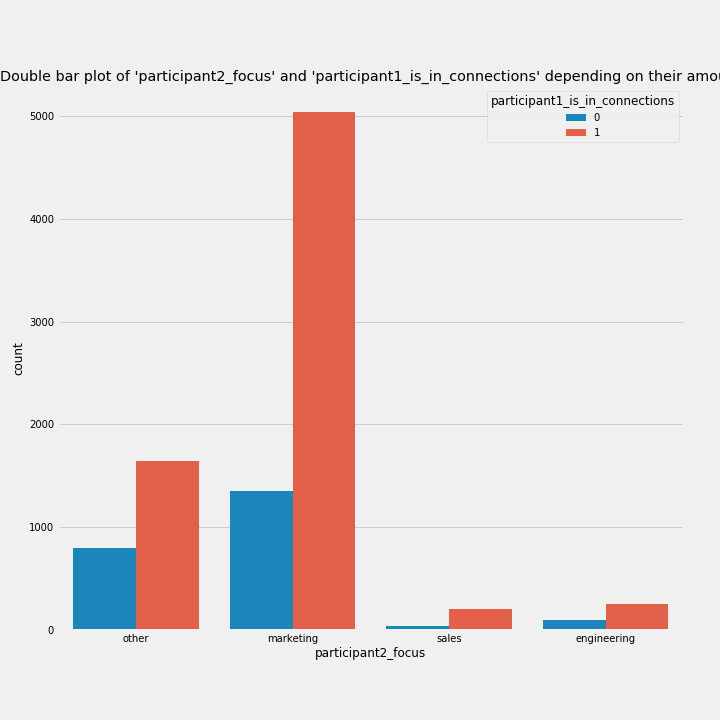 Double bar plot of 'participant2_focus' and 'participant1_is_in_connections' depending on their
participant1_is_in_connections
0
1
5000
4000
3000
2000
1000
0
count
other marketing sales engineering
participant2_focus